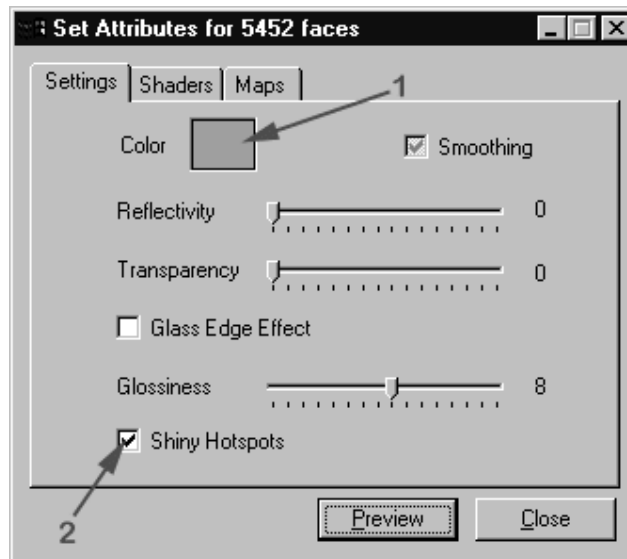 Set Attributes for 5452 faces
Settings Shaders Maps 1
Color Smoothing
Reflectivity 0
Transparency 0
Glass Edge Effect
Glossiness 8
Shiny Hotspots
2 Preview Close